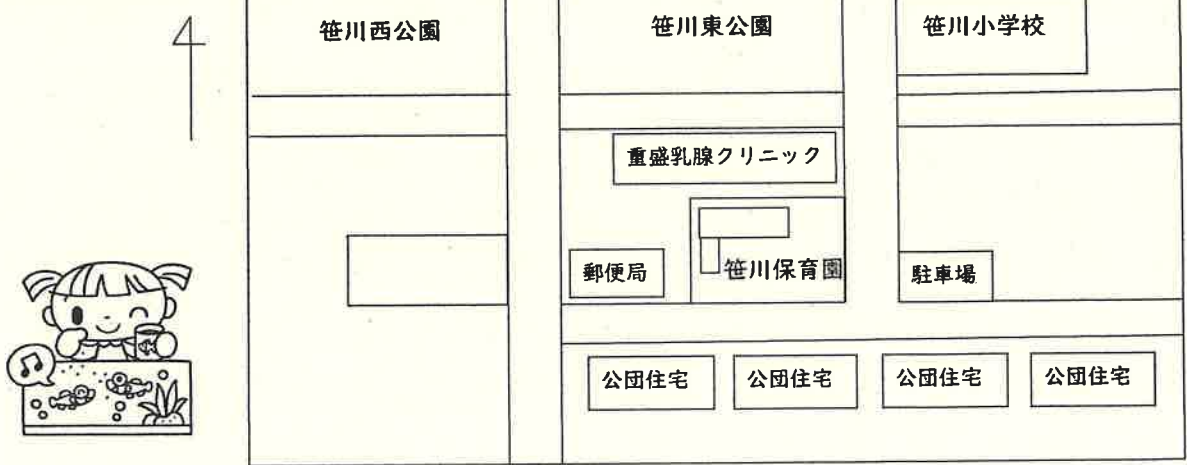 笹川西公園
笹川東公園
笹川小学校
重盛乳腺クリニック
郵便局
笹川保育園
駐車場
公団住宅
公団住宅
公団住宅
公団住宅